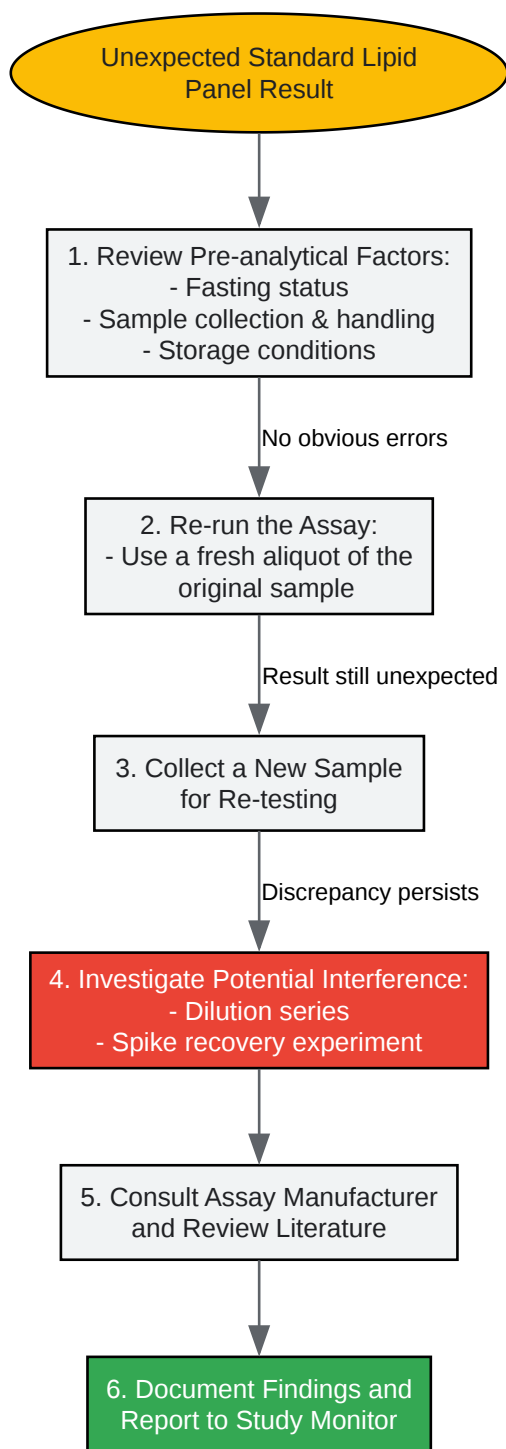 Unexpected Standard Lipid
Panel Result
1. Review Pre-analytical Factors:
- Fasting status
- Sample collection & handling
- Storage conditions
No obvious errors
2. Re-run the Assay:
- Use a fresh aliquot of the
original sample
Result still unexpected
3. Collect a New Sample
for Re-testing
Discrepancy persists
4. Investigate Potential Interference:
- Dilution series
- Spike recovery experiment
5. Consult Assay Manufacturer
and Review Literature
6. Document Findings and
Report to Study Monitor